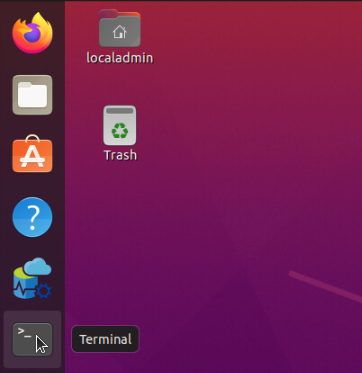 localadmin
Trash
>_
Terminal